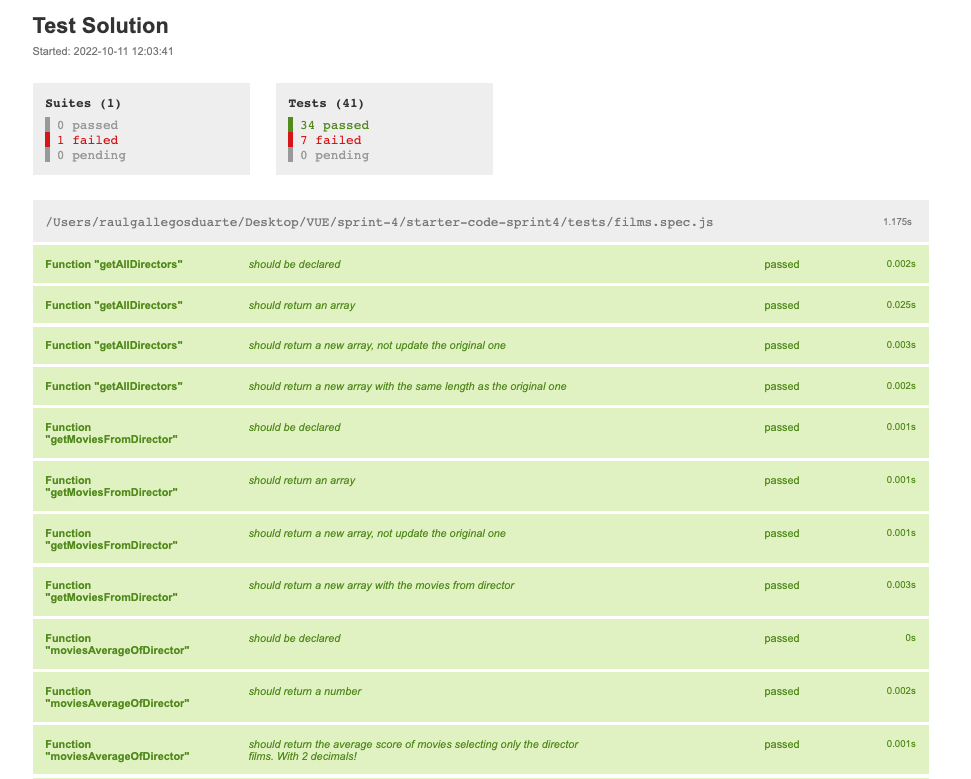 Test Solution
Started: 2022-10-11 12:03:41
Suites (1)
0 passed
1 failed
0 pending
Tests (41)
34 passed
7 failed
0 pending
/Users/raulgallegosduarte/Desktop/VUE/sprint-4/starter-code-sprint4/tests/films.spec.js 1.175s
Function "getAllDirectors" should be declared passed 0.002s
Function "getAllDirectors" should return an array passed 0.025s
Function "getAllDirectors" should return a new array, not update the original one passed 0.003s
Function "getAllDirectors" should return a new array with the same length as the original one passed 0.002s
Function should be declared passed 0.001s
"getMoviesFromDirector"
Function should return an array passed 0.001s
"getMoviesFromDirector"
Function should return a new array, not update the original one passed 0.001s
"getMoviesFromDirector"
Function should return a new array with the movies from director passed 0.003s
"getMoviesFromDirector"
Function should be declared passed 0s
"moviesAverageOfDirector"
Function should return a number passed 0.002s
"moviesAverageOfDirector"
Function should return the average score of movies selecting only the director passed 0.001s
"moviesAverageOfDirector" films. With 2 decimals!